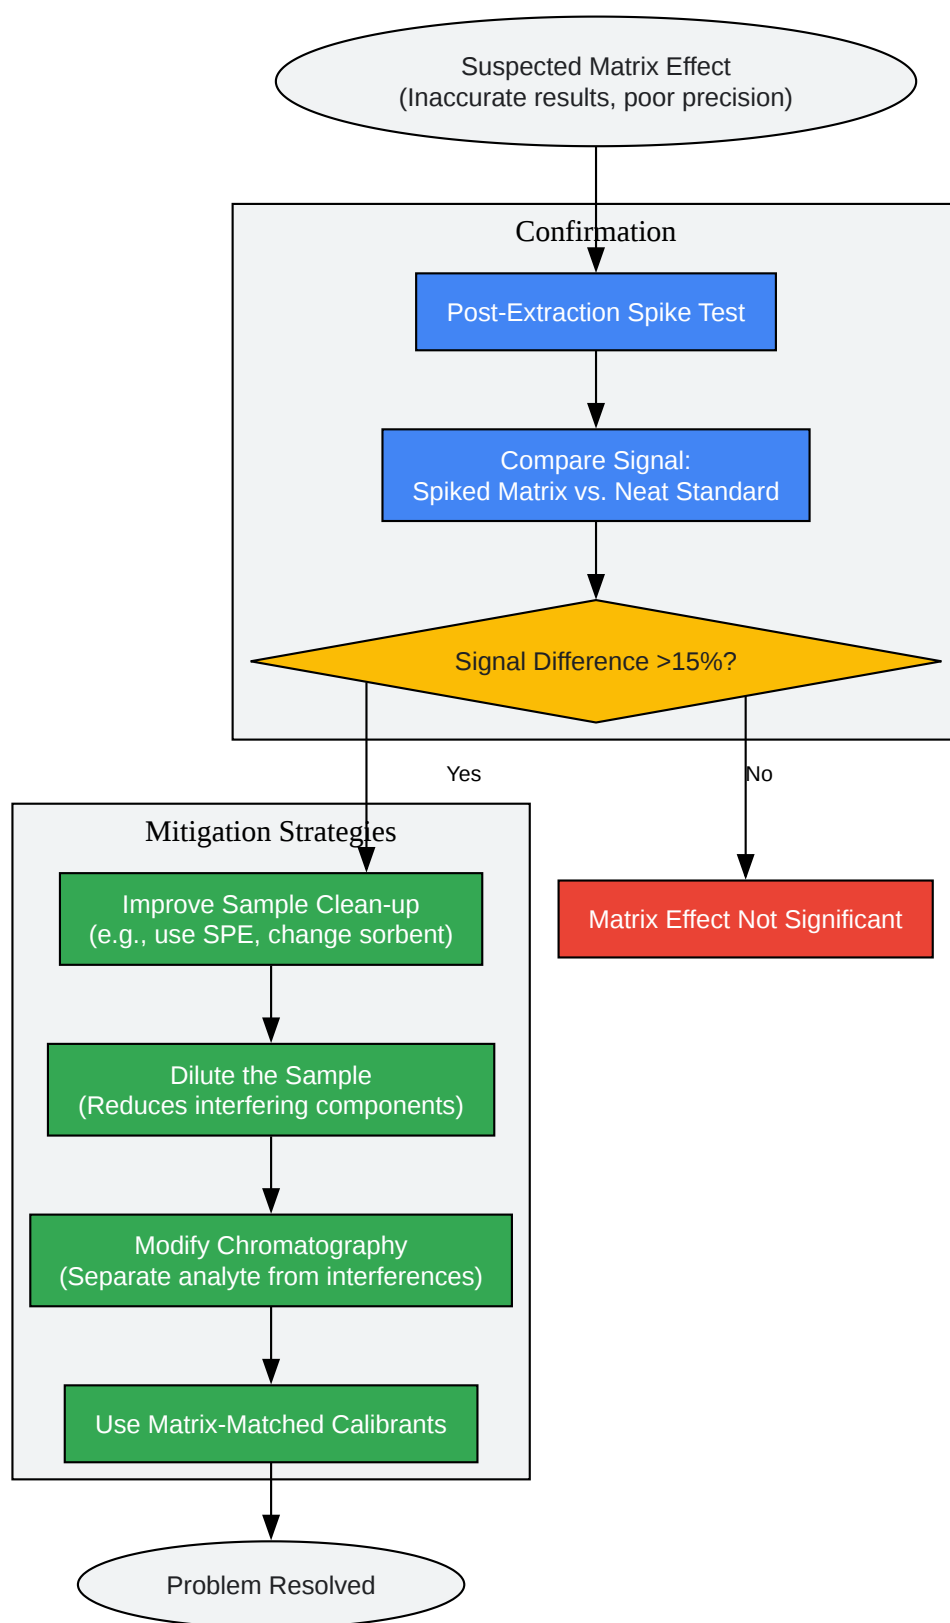 Suspected Matrix Effect
(Inaccurate results, poor precision)
Confirmation
Post-Extraction Spike Test
Compare Signal:
Spiked Matrix vs. Neat Standard
Signal Difference >15%?
Yes
No
Mitigation Strategies
Improve Sample Clean-up
(e.g., use SPE, change sorbent)
Matrix Effect Not Significant
Dilute the Sample
(Reduces interfering components)
Modify Chromatography
(Separate analyte from interferences)
Use Matrix-Matched Calibrants
Problem Resolved